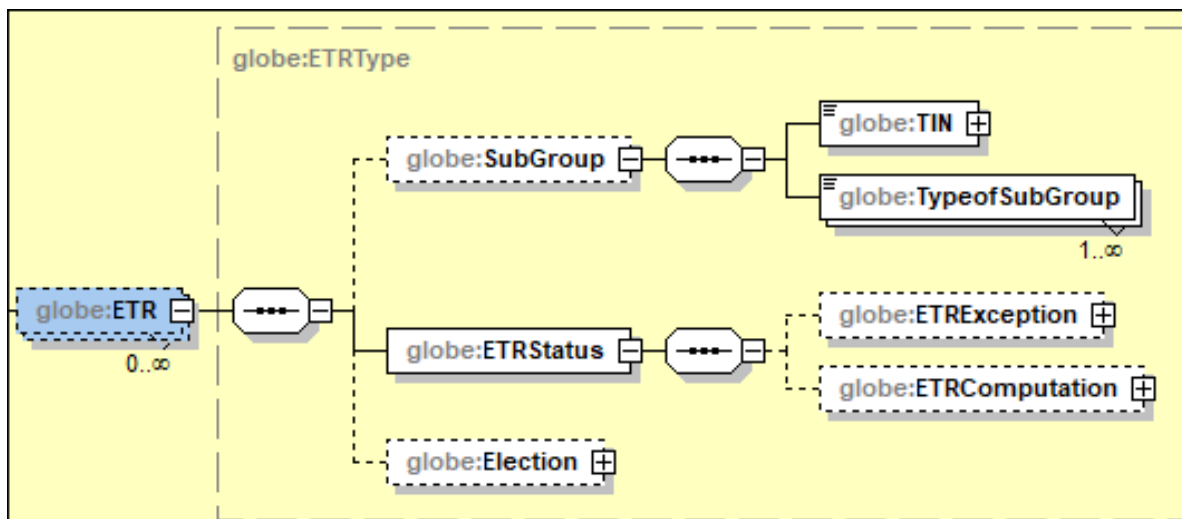 globe:ETRType
globe:TIN
globe:SubGroup
globe:TypeofSubGroup
1..∞
globe:ETR
0..∞
globe:ETRException
globe:ETRStatus
globe:ETRComputation
globe:Election